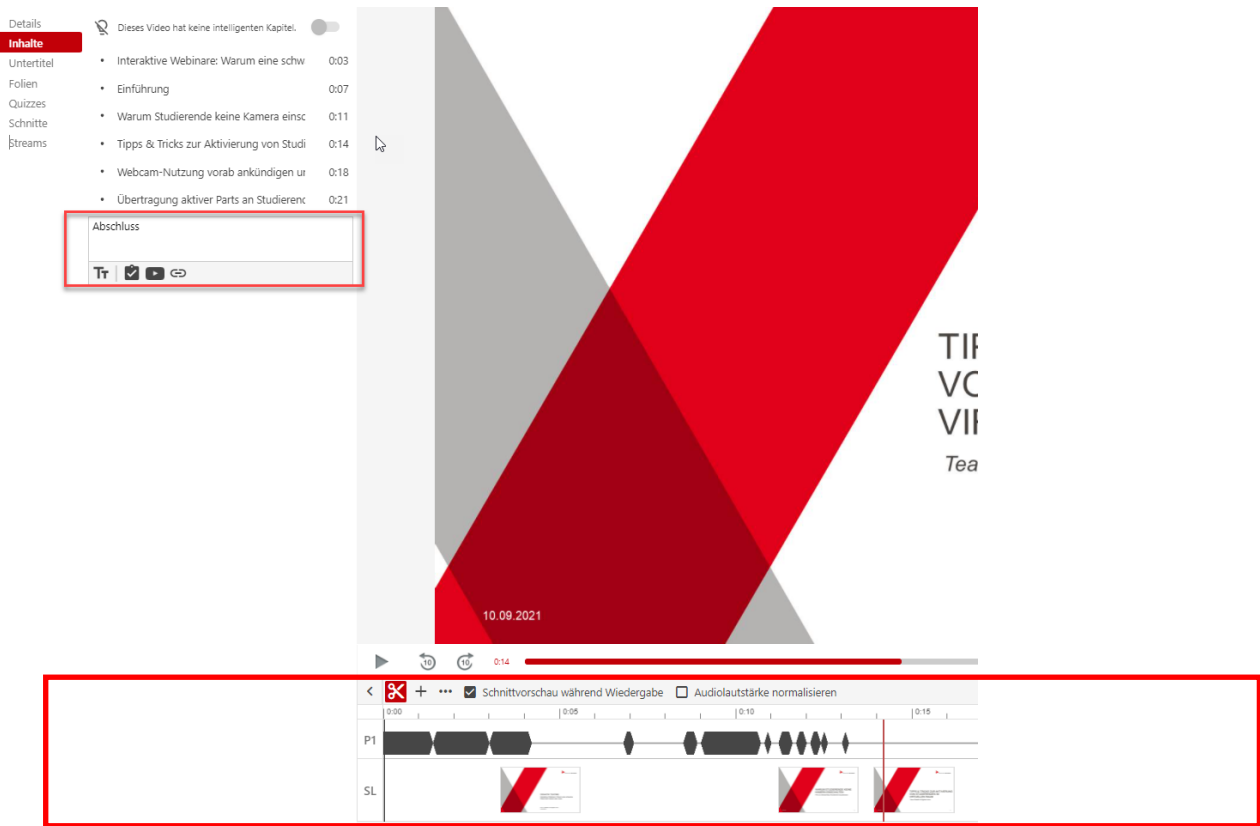 Details
Inhalte
Untertitel
Folien
Quizzes
Schnitte
Streams
Dieses Video hat keine intelligenten Kapitel.
• Interaktive Webinare: Warum eine schw 0:03
• Einführung 0:07
• Warum Studierende keine Kamera einsc 0:11
• Tipps & Tricks zur Aktivierung von Studi 0:14
• Webcam-Nutzung vorab ankündigen ur 0:18
• Übertragung aktiver Parts an Studierenc 0:21
Abschluss
TIF
VO
VIF
Tea
10.09.2021
10 10 0:14
Schnittvorschau während Wiedergabe Audiolautstärke normalisieren
0:00 0:05 0:10 0:15
P1
SL